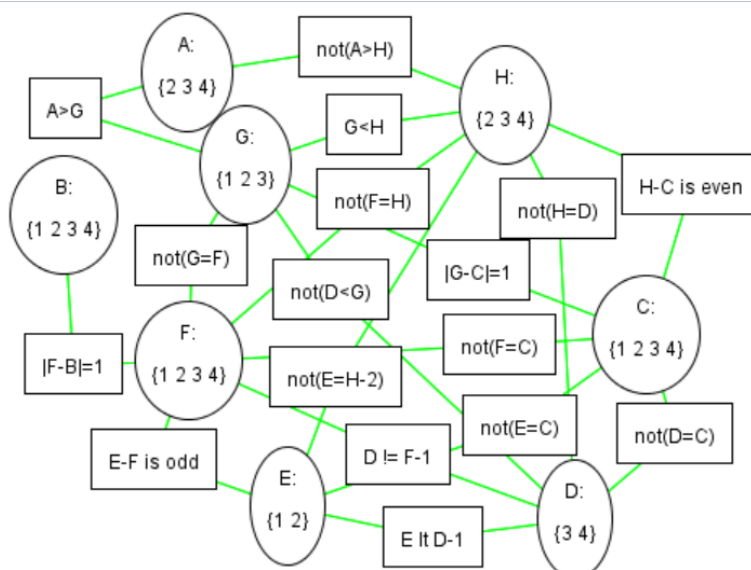 A:
{2 3 4}
not(A>H)
H:
{2 3 4}
A>G
G:
{1 2 3}
G<H
B:
{1 2 3 4}
not(F=H)
not(H=D)
H-C is even
not(G=F)
not(D<G)
|G-C|=1
C:
{1 2 3 4}
|F-B|=1
F:
{1 2 3 4}
not(E=H-2)
not(F=C)
E-F is odd
D != F-1
not(E=C)
not(D=C)
E:
{1 2}
E lt D-1
D:
{3 4}